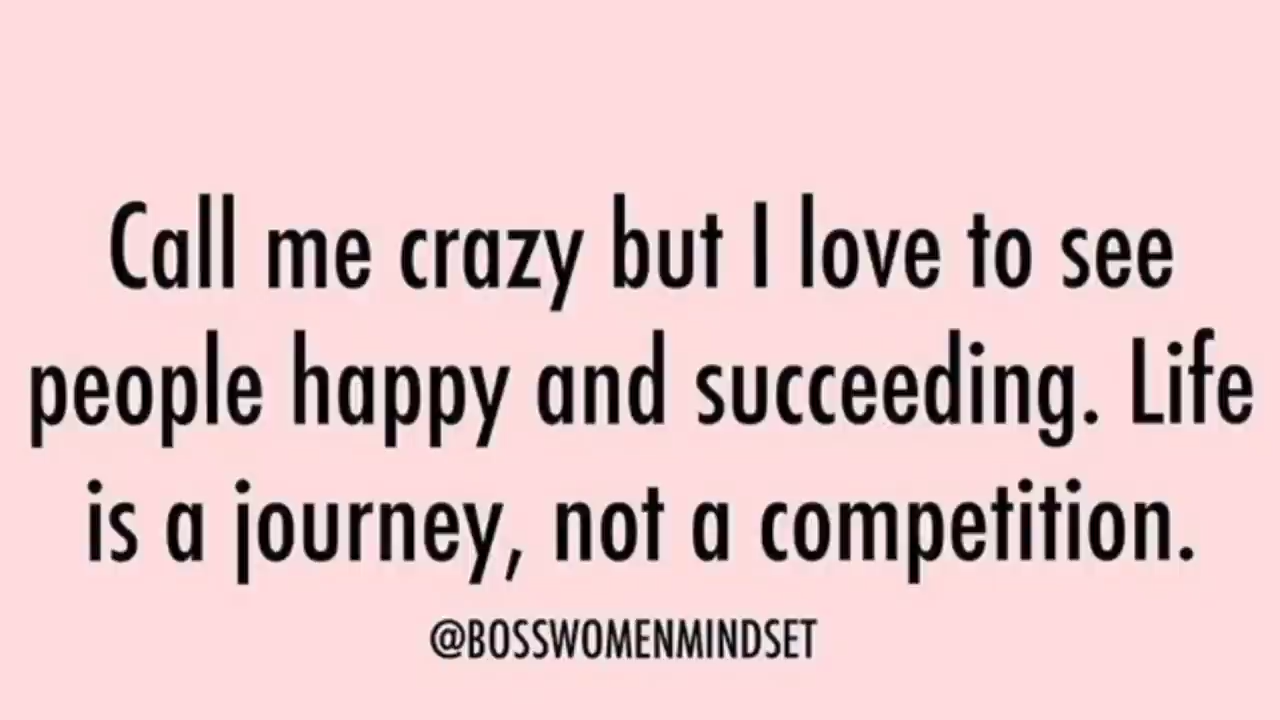 Call me crazy but I love to see
people happy and succeeding. Life
is a journey, not a competition.
@BOSSWOMENMINDSET